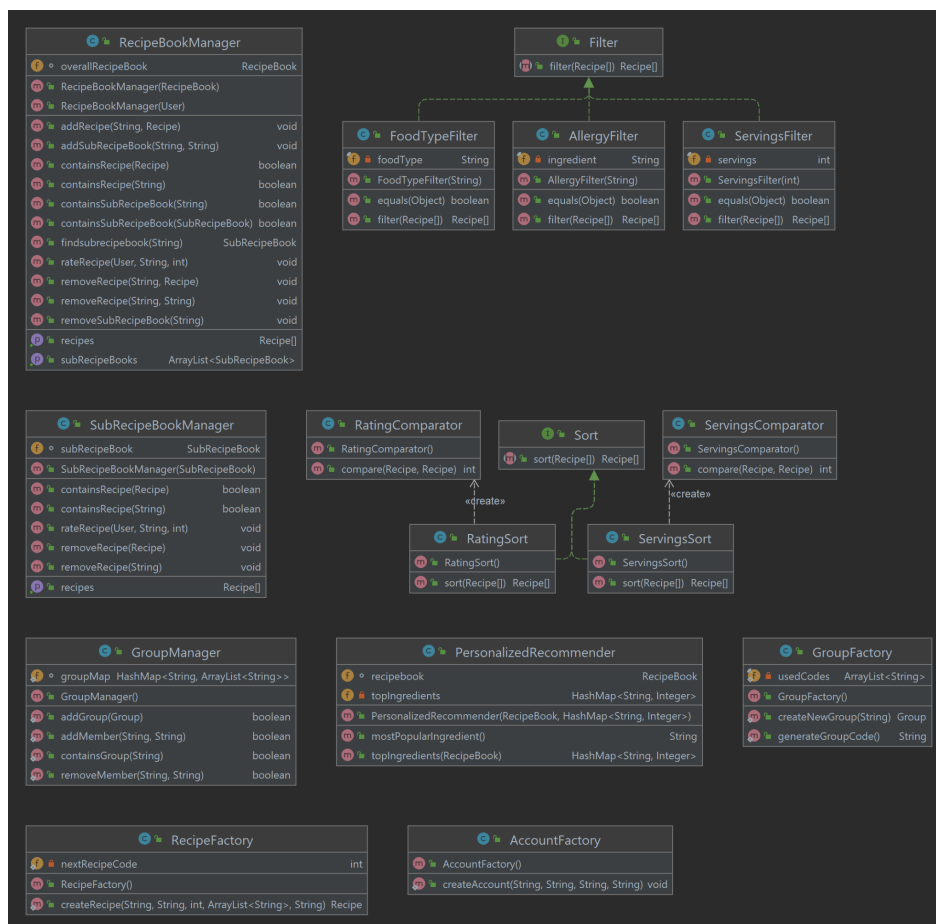 RecipeBookManager
overallRecipeBook RecipeBook
RecipeBookManager(RecipeBook)
RecipeBookManager(User)
addRecipe(String, Recipe) void
addSubRecipeBook(String, String) void
containsRecipe(Recipe) boolean
containsRecipe(String) boolean
containsSubRecipeBook(String) boolean
containsSubRecipeBook(SubRecipeBook) boolean
findsubrecipebook(String) SubRecipeBook
rateRecipe(User, String, int) void
removeRecipe(String, Recipe) void
removeRecipe(String, String) void
removeSubRecipeBook(String) void
recipes Recipe[]
subRecipeBooks ArrayList<SubRecipeBook>
Filter
filter(Recipe[]) Recipe[]
FoodTypeFilter
foodType String
FoodTypeFilter(String)
equals(Object) boolean
filter(Recipe[]) Recipe[]
AllergyFilter
ingredient String
AllergyFilter(String)
equals(Object) boolean
filter(Recipe[]) Recipe[]
ServingsFilter
servings int
ServingsFilter(int)
equals(Object) boolean
filter(Recipe[]) Recipe[]
SubRecipeBookManager
subRecipeBook SubRecipeBook
SubRecipeBookManager(SubRecipeBook)
containsRecipe(Recipe) boolean
containsRecipe(String) boolean
rateRecipe(User, String, int) void
removeRecipe(Recipe) void
removeRecipe(String) void
recipes Recipe[]
RatingComparator
RatingComparator()
compare(Recipe, Recipe) int
Sort
sort(Recipe[]) Recipe[]
ServingsComparator
ServingsComparator()
compare(Recipe, Recipe) int
«create»
«create»
RatingSort
RatingSort()
sort(Recipe[]) Recipe[]
ServingsSort
ServingsSort()
sort(Recipe[]) Recipe[]
GroupManager
groupMap HashMap<String, ArrayList<String>>
GroupManager()
addGroup(Group) boolean
addMember(String, String) boolean
containsGroup(String) boolean
removeMember(String, String) boolean
PersonalizedRecommender
recipebook RecipeBook
topIngredients HashMap<String, Integer>
PersonalizedRecommender(RecipeBook, HashMap<String, Integer>)
mostPopularIngredient() String
topIngredients(RecipeBook) HashMap<String, Integer>
GroupFactory
usedCodes ArrayList<String>
GroupFactory()
createNewGroup(String) Group
generateGroupCode() String
RecipeFactory
nextRecipeCode int
RecipeFactory()
createRecipe(String, String, int, ArrayList<String>, String) Recipe
AccountFactory
AccountFactory()
createAccount(String, String, String, String) void